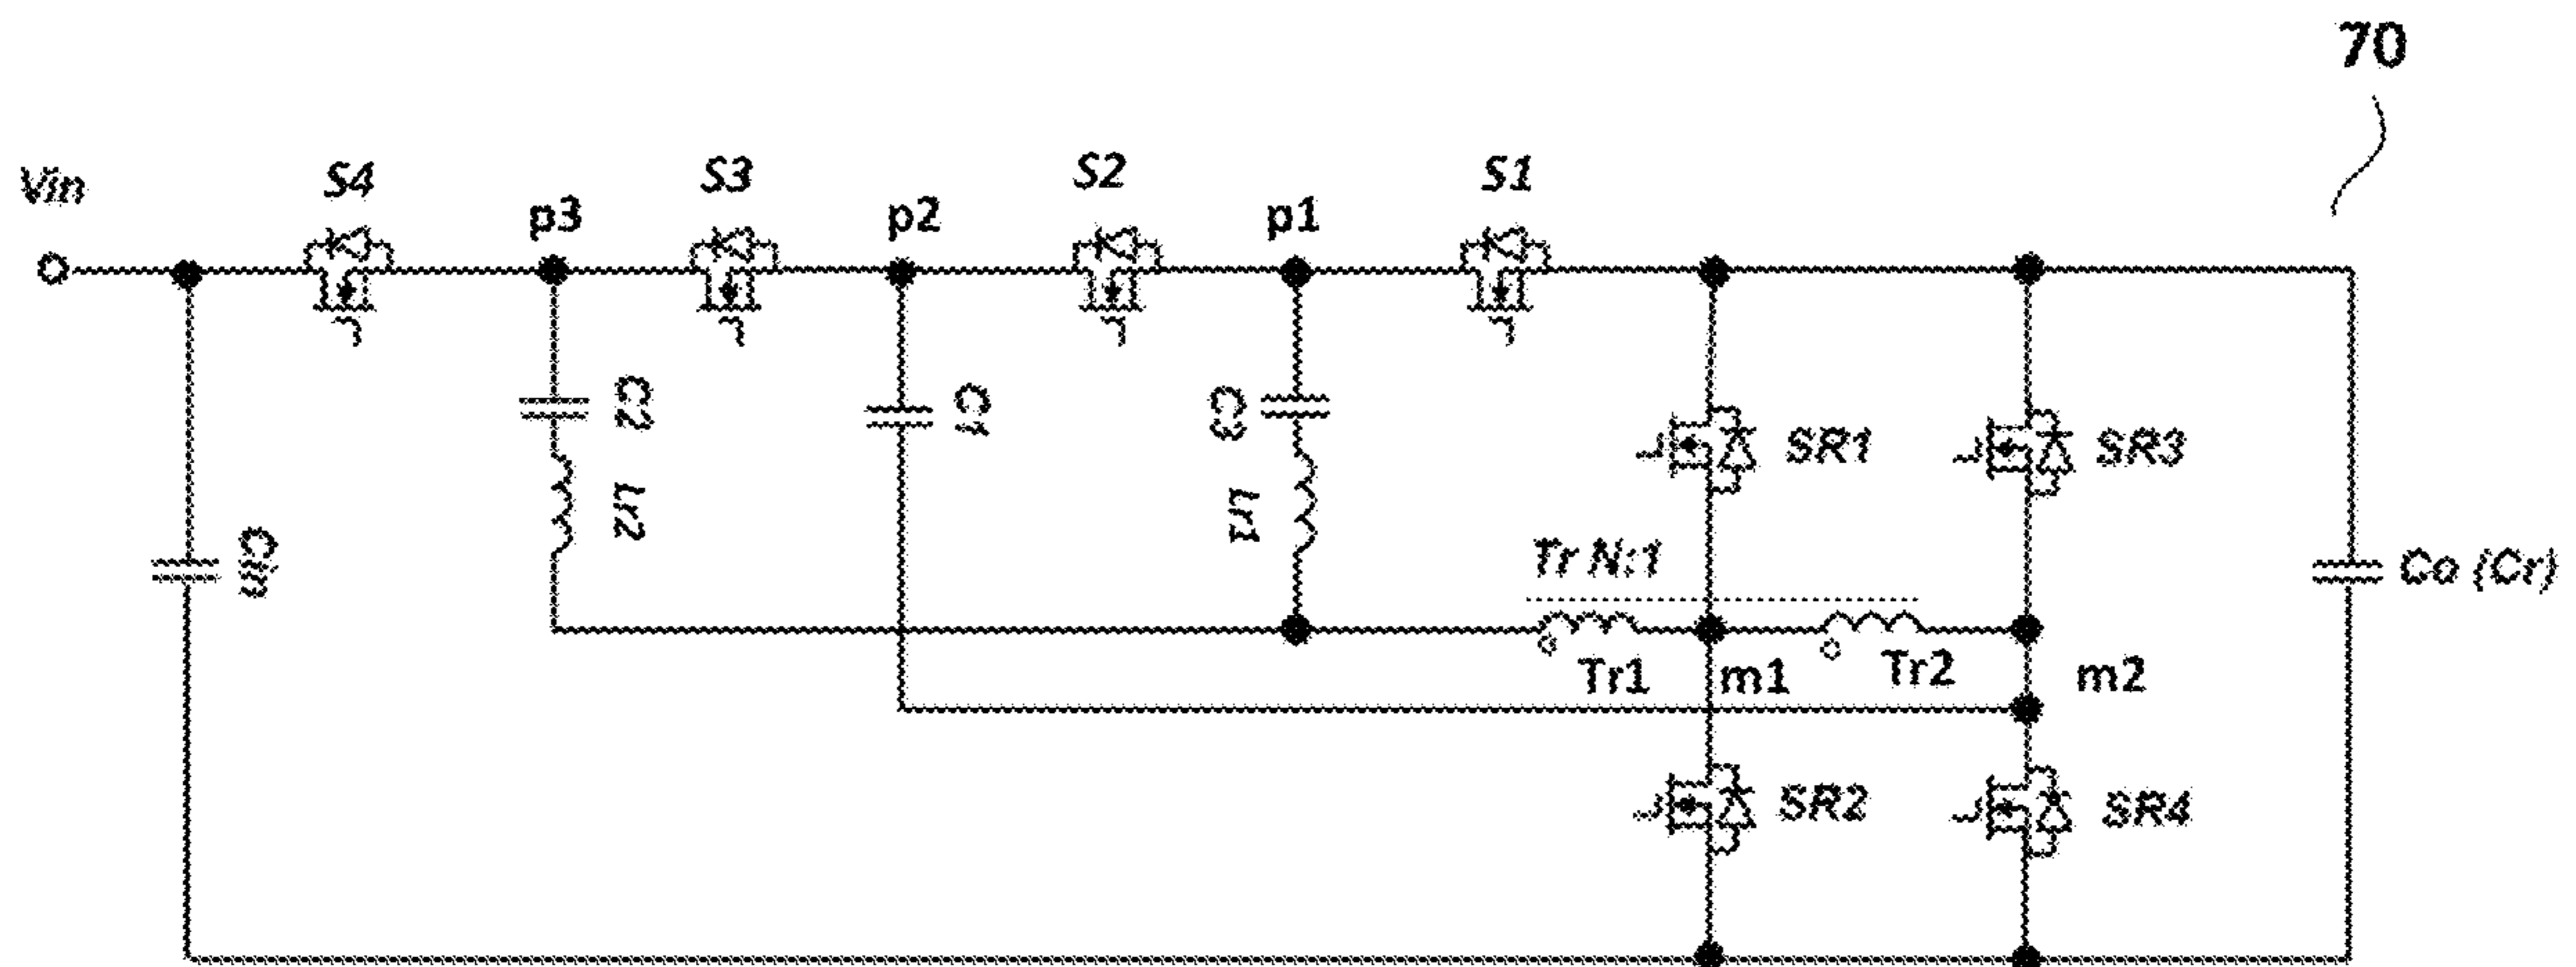 70
Vin
S4
S3
S2
S1
p3
p2
p1
C2
C1
C3
SR1
SR3
Lr2
Lr1
Cin
Tr N:1
Co (Cr)
Tr1
m1
Tr2
m2
SR2
SR4